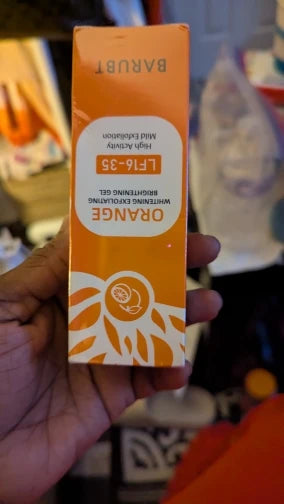 ORANGE
WHITENING EXFOLIATING
BRIGHTENING GEL
LF16-35
High Activity
Mild Exfoliation
BARUBT